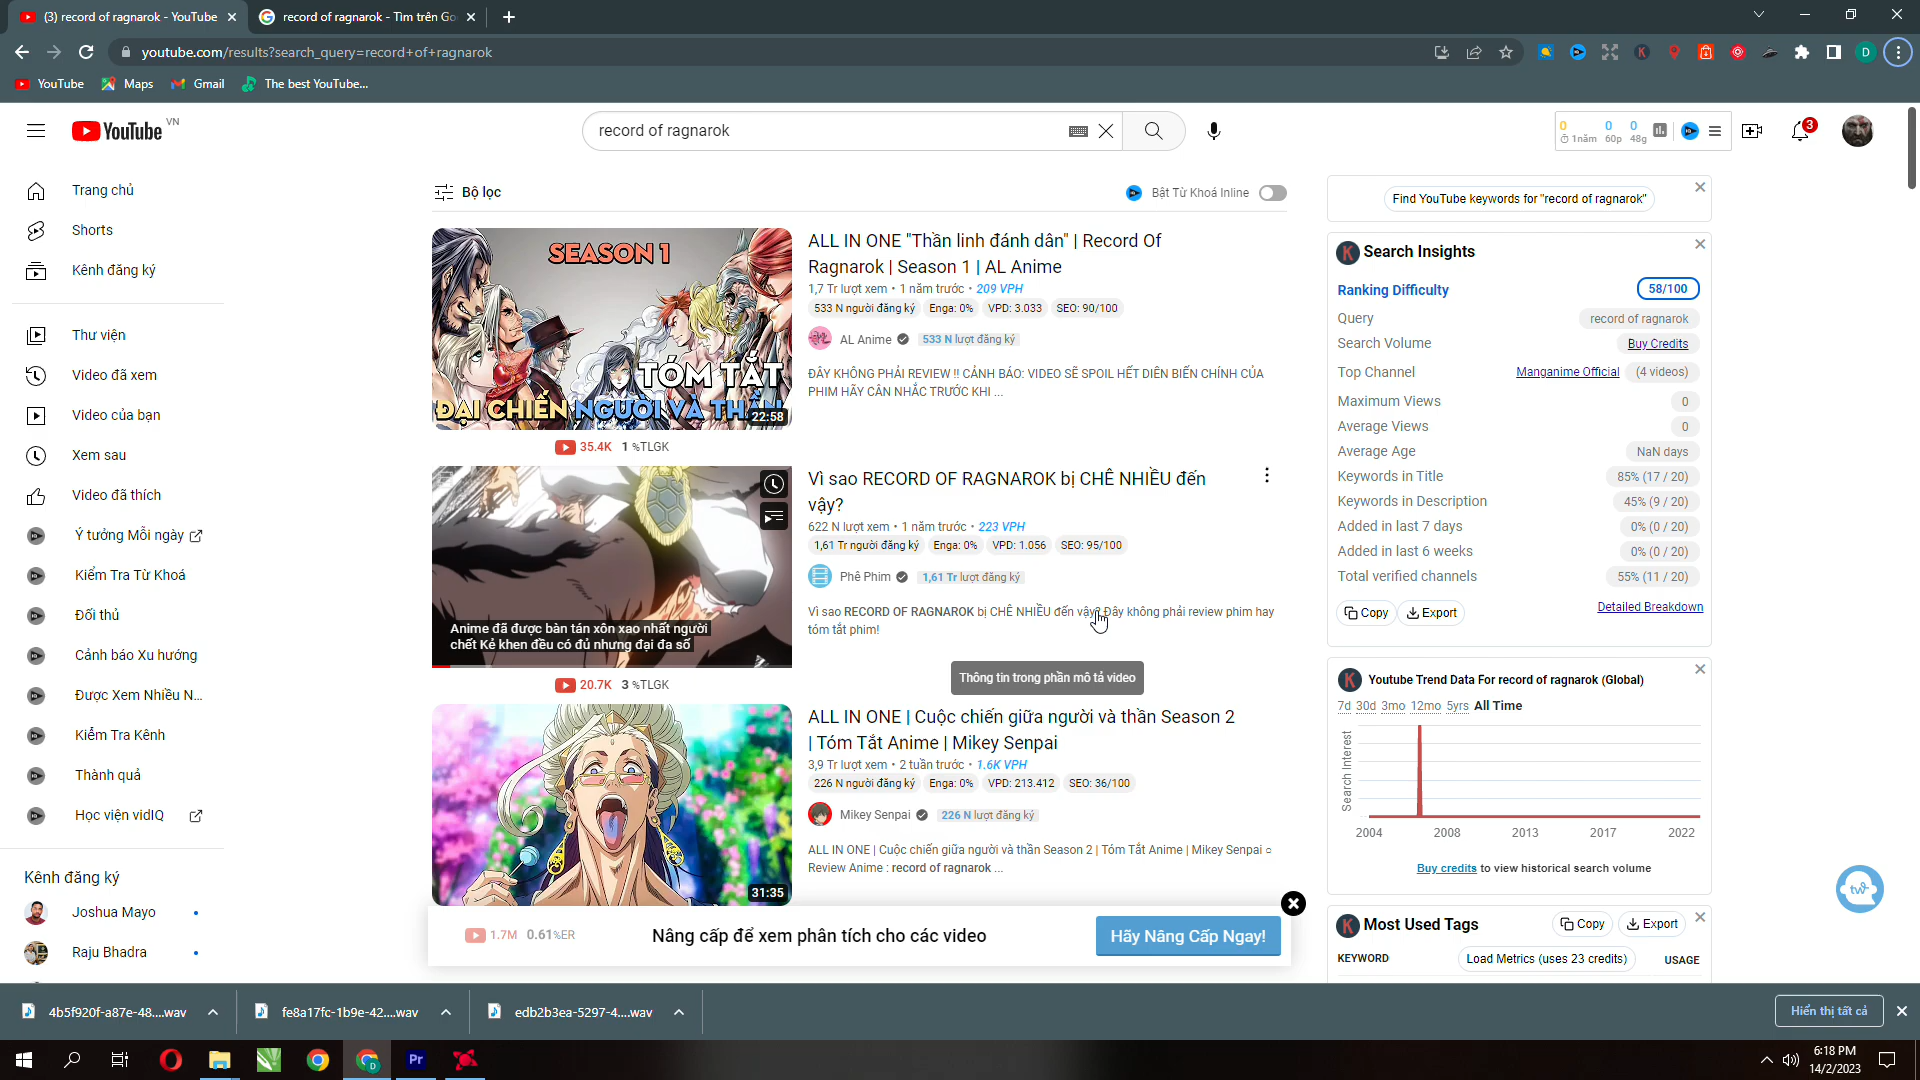 (3) record of ragnarok - YouTube
record of ragnarok - Tìm trên Go
youtube.com/results?search_query=record+of+ragnarok
D
YouTube
Maps
Gmail
The best YouTube...
YouTube VN
record of ragnarok
0 0 0
1năm 60p 48g
3
Trang chủ
Shorts
Kênh đăng ký
Thư viện
Video đã xem
Video của bạn
Xem sau
Video đã thích
Ý tưởng Mỗi ngày
Kiểm Tra Từ Khoá
Đối thủ
Cảnh báo Xu hướng
Được Xem Nhiều N...
Kiểm Tra Kênh
Thành quả
Học viện vidIQ
Kênh đăng ký
Joshua Mayo
Raju Bhadra
Bộ lọc
Bật Từ Khoá Inline
SEASON 1
TÓM TẮT
ĐẠI CHIẾN NGƯỜI VÀ THẦN
22:58
35.4K 1 %TLGK
ALL IN ONE "Thần linh đánh dân" | Record Of
Ragnarok | Season 1 | AL Anime
1,7 Tr lượt xem • 1 năm trước • 209 VPH
533 N người đăng ký Enga: 0% VPD: 3.033 SEO: 90/100
AL Anime 533 N lượt đăng ký
ĐÂY KHÔNG PHẢI REVIEW !! CẢNH BÁO: VIDEO SẼ SPOIL HẾT DIÊN BIẾN CHÍNH CỦA
PHIM HÃY CÂN NHẮC TRƯỚC KHI ...
Anime đã được bàn tán xôn xao nhất người
chết Kẻ khen đều có đủ nhưng đại đa số
20.7K 3 %TLGK
Vì sao RECORD OF RAGNAROK bị CHÊ NHIỀU đến
vậy?
622 N lượt xem • 1 năm trước • 223 VPH
1,61 Tr người đăng ký Enga: 0% VPD: 1.056 SEO: 95/100
Phê Phim 1,61 Tr lượt đăng ký
Vì sao RECORD OF RAGNAROK bị CHÊ NHIỀU đến vậy? Đây không phải review phim hay
tóm tắt phim!
Thông tin trong phần mô tả video
31:35
ALL IN ONE | Cuộc chiến giữa người và thần Season 2
| Tóm Tắt Anime | Mikey Senpai
3,9 Tr lượt xem • 2 tuần trước • 1.6K VPH
226 N người đăng ký Enga: 0% VPD: 213.412 SEO: 36/100
Mikey Senpai 226 N lượt đăng ký
ALL IN ONE | Cuộc chiến giữa người và thần Season 2 | Tóm Tắt Anime | Mikey Senpai ○
Review Anime : record of ragnarok ...
1.7M 0.61%ER
Nâng cấp để xem phân tích cho các video
Hãy Nâng Cấp Ngay!
Find YouTube keywords for "record of ragnarok"
Search Insights
Ranking Difficulty 58/100
Query record of ragnarok
Search Volume Buy Credits
Top Channel Manganime Official (4 videos)
Maximum Views 0
Average Views 0
Average Age NaN days
Keywords in Title 85% (17 / 20)
Keywords in Description 45% (9 / 20)
Added in last 7 days 0% (0 / 20)
Added in last 6 weeks 0% (0 / 20)
Total verified channels 55% (11 / 20)
Copy Export Detailed Breakdown
Youtube Trend Data For record of ragnarok (Global)
7d 30d 3mo 12mo 5yrs All Time
Search Interest
2004 2008 2013 2017 2022
Buy credits to view historical search volume
Most Used Tags Copy Export
KEYWORD Load Metrics (uses 23 credits) USAGE
tw
4b5f920f-a87e-48....wav
fe8a17fc-1b9e-42....wav
edb2b3ea-5297-4....wav
Hiển thị tất cả
Pr
6:18 PM
14/2/2023